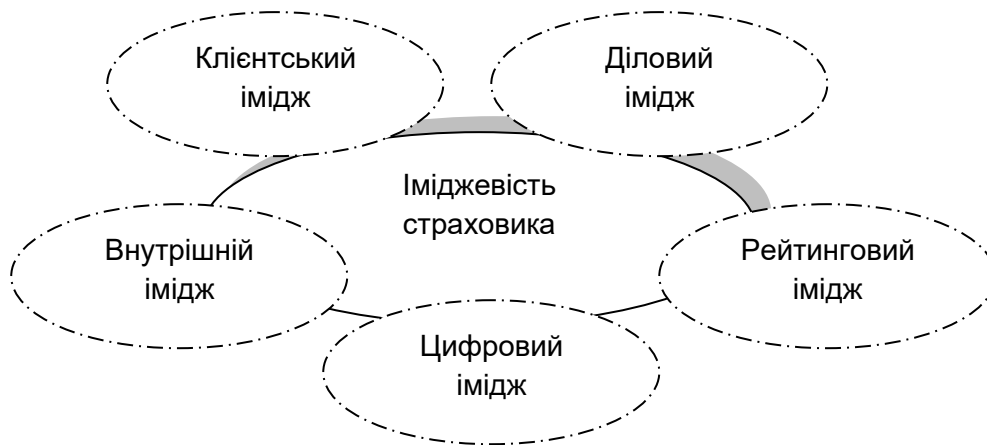 Клієнтський
імідж
Діловий
імідж
Іміджевість
страховика
Внутрішній
імідж
Рейтинговий
імідж
Цифровий
імідж